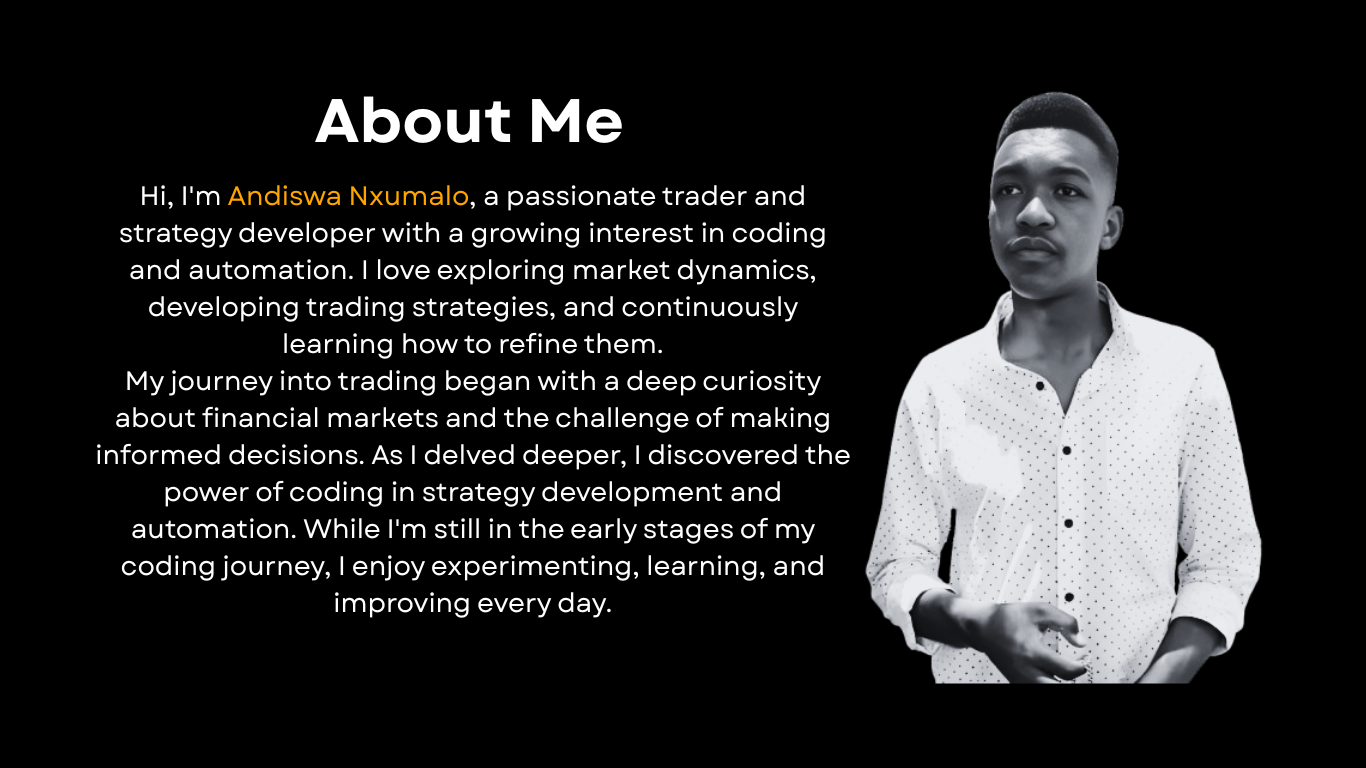 About Me
Hi, I'm Andiswa Nxumalo, a passionate trader and
strategy developer with a growing interest in coding
and automation. I love exploring market dynamics,
developing trading strategies, and continuously
learning how to refine them.
My journey into trading began with a deep curiosity
about financial markets and the challenge of making
informed decisions. As I delved deeper, I discovered the
power of coding in strategy development and
automation. While I'm still in the early stages of my
coding journey, I enjoy experimenting, learning, and
improving every day.